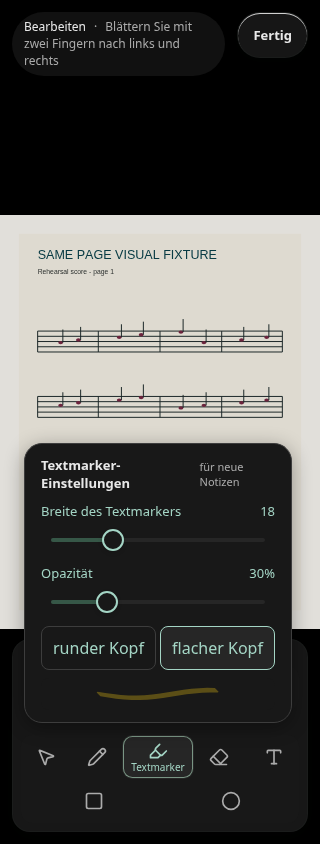 Bearbeiten · Blättern Sie mit
zwei Fingern nach links und
rechts
Fertig
SAME PAGE VISUAL FIXTURE
Rehearsal score - page 1
Textmarker-
Einstellungen
für neue
Notizen
Breite des Textmarkers 18
Opazität 30%
runder Kopf
flacher Kopf
Textmarker